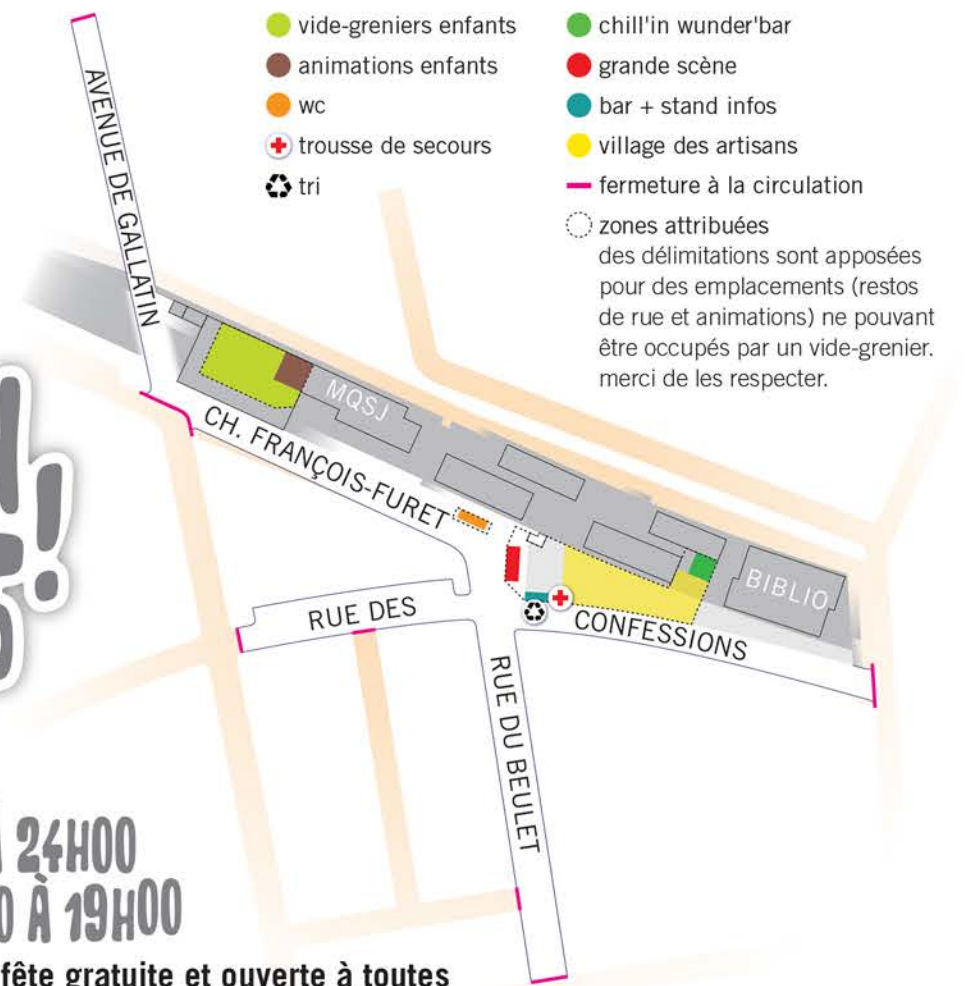 vide-greniers enfants
animations enfants
wc
trousse de secours
tri
chill'in wunder'bar
grande scène
bar + stand infos
village des artisans
fermeture à la circulation
zones attribuées
des délimitations sont apposées
pour des emplacements (restos
de rue et animations) ne pouvant
être occupés par un vide-grenier.
merci de les respecter.
AVENUE DE GALLATIN
MQSJ
CH. FRANÇOIS-FURET
BIBLIO
RUE DES CONFESSIONS
RUE DU BEULET
24H00
À 19H00
fête gratuite et ouverte à toutes